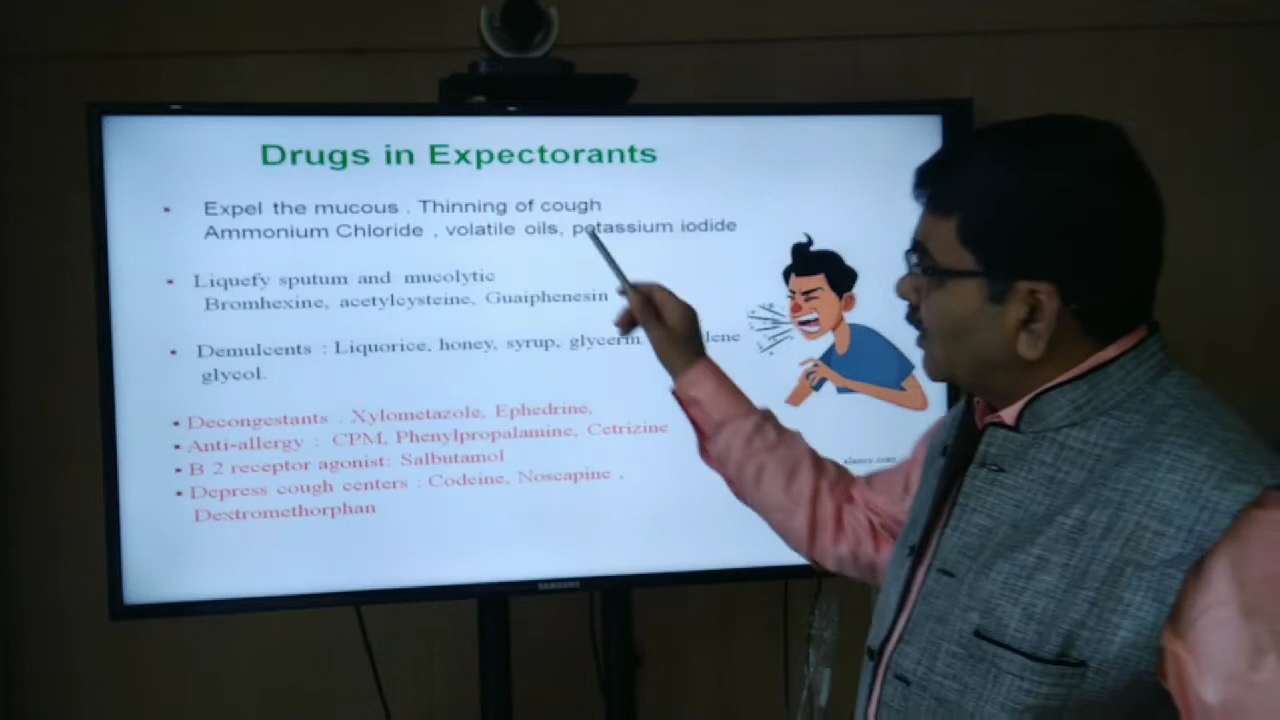 Drugs in Expectorants
• Expel the mucous . Thinning of cough
Ammonium Chloride , volatile oils, potassium iodide
• Liquefy sputum and mucolytic
Bromhexine, acetylcysteine, Guaiphenesin
• Demulcents : Liquorice, honey, syrup,
glycol.
• Decongestants . Xylometazole, Ephedrine,
• Anti-allergy : CPM, Phenylpropalamine, Cetrizine
• B 2 receptor agonist: Salbutamol
• Depress cough centers : Codeine, Noscapine ,
Dextromethorphan
SAMSUNG